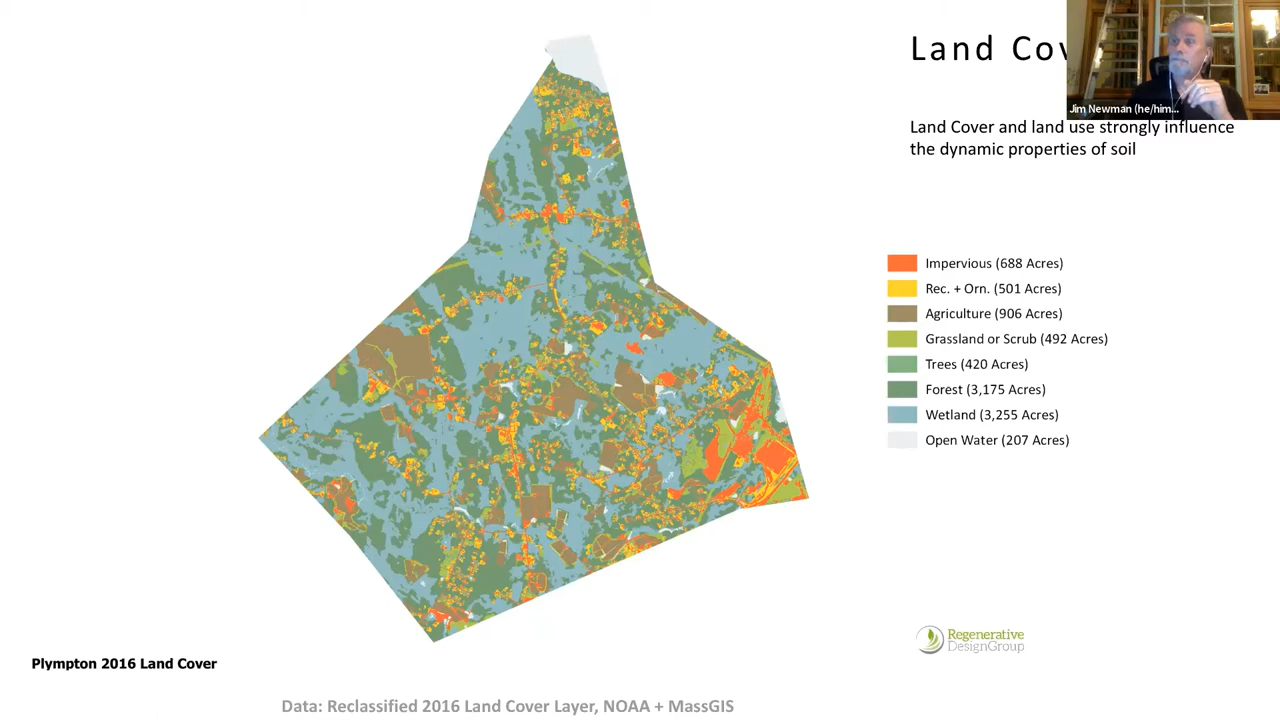 Land Cov
Jim Newman (he/him...
Land Cover and land use strongly influence
the dynamic properties of soil
Impervious (688 Acres)
Rec. + Orn. (501 Acres)
Agriculture (906 Acres)
Grassland or Scrub (492 Acres)
Trees (420 Acres)
Forest (3,175 Acres)
Wetland (3,255 Acres)
Open Water (207 Acres)
Regenerative
DesignGroup
Plympton 2016 Land Cover
Data: Reclassified 2016 Land Cover Layer, NOAA + MassGIS